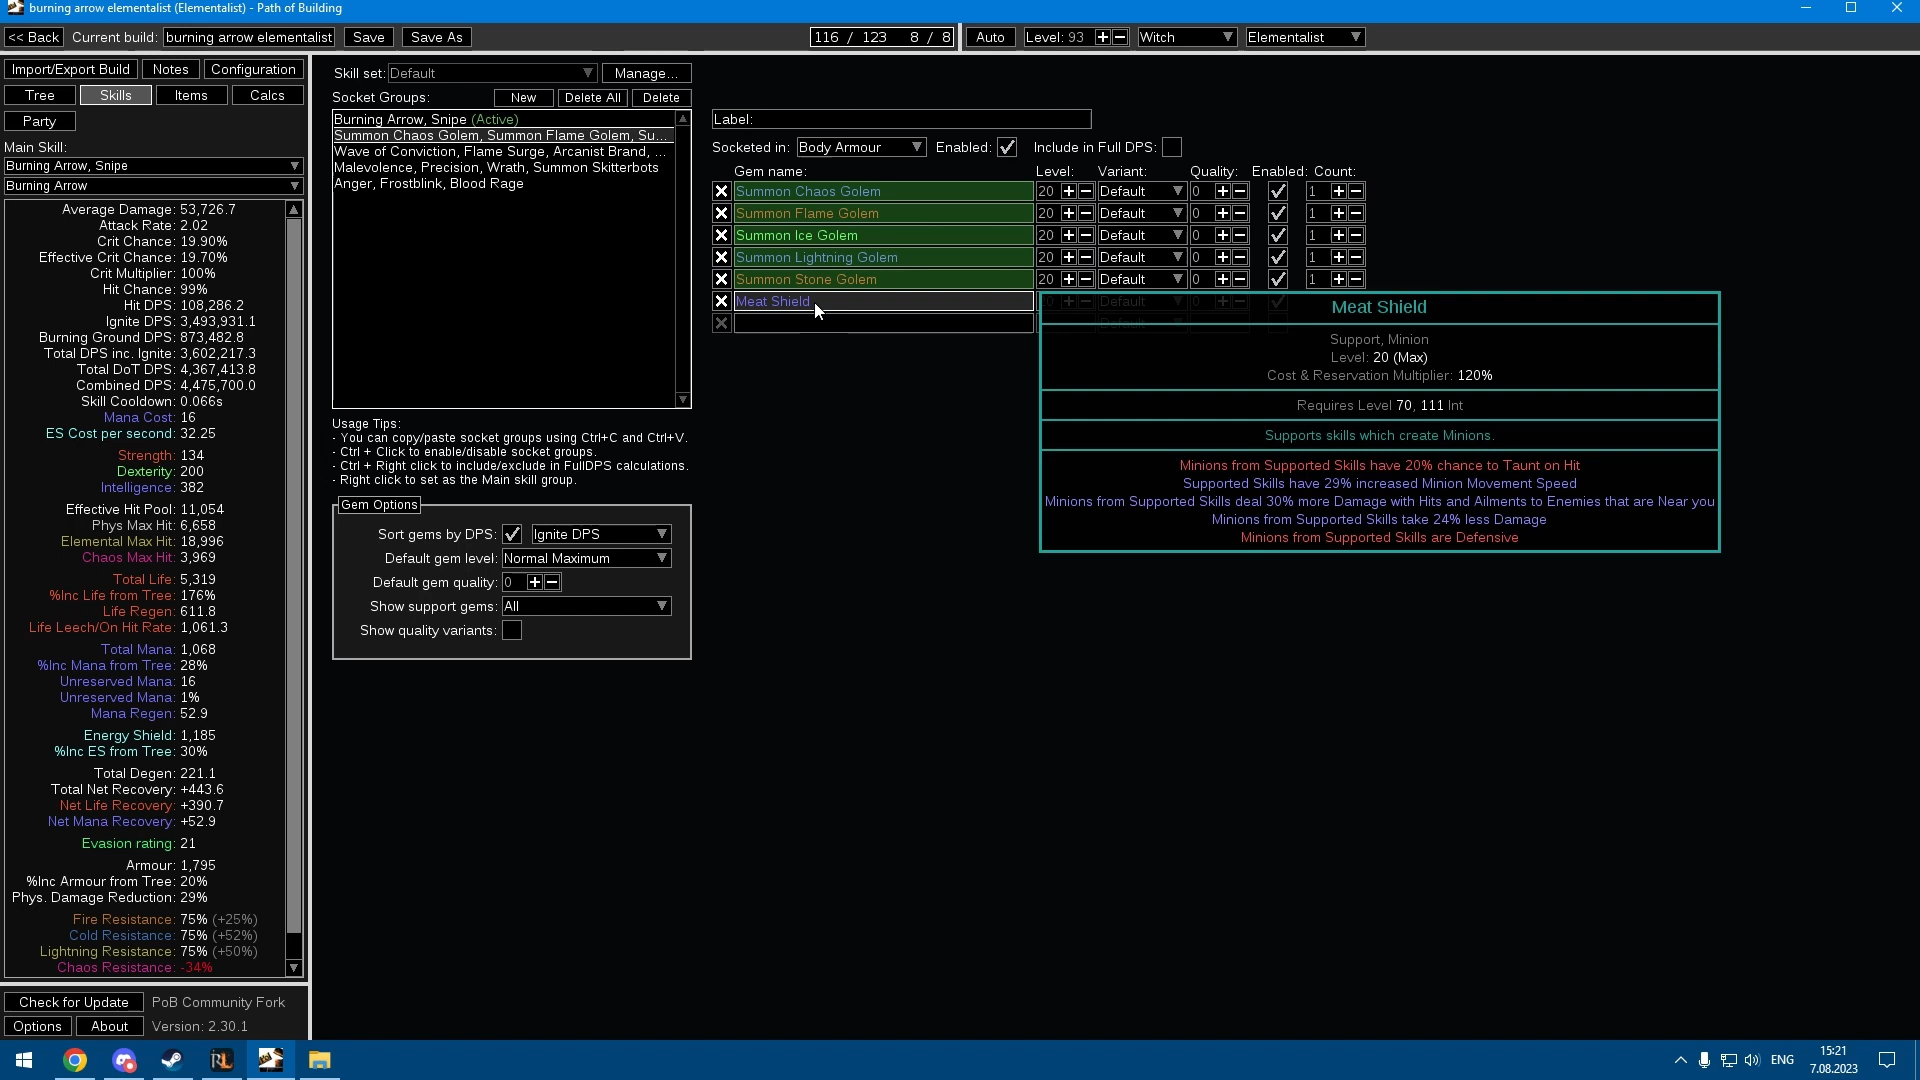 burning arrow elementalist (Elementalist) - Path of Building
<< Back
Current build: burning arrow elementalist
Save
Save As
116 / 123 8 / 8
Auto
Level: 93
Witch
Elementalist
Import/Export Build
Notes
Configuration
Tree
Skills
Items
Calcs
Party
Main Skill:
Burning Arrow, Snipe
Burning Arrow
Average Damage: 53,726.7
Attack Rate: 2.02
Crit Chance: 19.90%
Effective Crit Chance: 19.70%
Crit Multiplier: 100%
Hit Chance: 99%
Hit DPS: 108,286.2
Ignite DPS: 3,493,931.1
Burning Ground DPS: 873,482.8
Total DPS inc. Ignite: 3,602,217.3
Total DoT DPS: 4,367,413.8
Combined DPS: 4,475,700.0
Skill Cooldown: 0.066s
Mana Cost: 16
ES Cost per second: 32.25
Strength: 134
Dexterity: 200
Intelligence: 382
Effective Hit Pool: 11,054
Phys Max Hit: 6,658
Elemental Max Hit: 18,996
Chaos Max Hit: 3,969
Total Life: 5,319
%Inc Life from Tree: 176%
Life Regen: 611.8
Life Leech/On Hit Rate: 1,061.3
Total Mana: 1,068
%Inc Mana from Tree: 28%
Unreserved Mana: 16
Unreserved Mana: 1%
Mana Regen: 52.9
Energy Shield: 1,185
%Inc ES from Tree: 30%
Total Degen: 221.1
Total Net Recovery: +443.6
Net Life Recovery: +390.7
Net Mana Recovery: +52.9
Evasion rating: 21
Armour: 1,795
%Inc Armour from Tree: 20%
Phys. Damage Reduction: 29%
Fire Resistance: 75% (+25%)
Cold Resistance: 75% (+52%)
Lightning Resistance: 75% (+50%)
Chaos Resistance: -34%
Check for Update
PoB Community Fork
Options
About
Version: 2.30.1
Skill set: Default
Manage...
Socket Groups:
New
Delete All
Delete
Burning Arrow, Snipe (Active)
Summon Chaos Golem, Summon Flame Golem, Su...
Wave of Conviction, Flame Surge, Arcanist Brand, ...
Malevolence, Precision, Wrath, Summon Skitterbots
Anger, Frostblink, Blood Rage
Usage Tips:
- You can copy/paste socket groups using Ctrl+C and Ctrl+V.
- Ctrl + Click to enable/disable socket groups.
- Ctrl + Right click to include/exclude in FullDPS calculations.
- Right click to set as the Main skill group.
Gem Options
Sort gems by DPS: Ignite DPS
Default gem level: Normal Maximum
Default gem quality: 0
Show support gems: All
Show quality variants:
Label:
Socketed in: Body Armour
Enabled:
Include in Full DPS:
Gem name: Level: Variant: Quality: Enabled: Count:
Summon Chaos Golem 20 Default 0 1
Summon Flame Golem 20 Default 0 1
Summon Ice Golem 20 Default 0 1
Summon Lightning Golem 20 Default 0 1
Summon Stone Golem 20 Default 0 1
Meat Shield 20 Default 0 1
Default
Meat Shield
Support, Minion
Level: 20 (Max)
Cost & Reservation Multiplier: 120%
Requires Level 70, 111 Int
Supports skills which create Minions.
Minions from Supported Skills have 20% chance to Taunt on Hit
Supported Skills have 29% increased Minion Movement Speed
Minions from Supported Skills deal 30% more Damage with Hits and Ailments to Enemies that are Near you
Minions from Supported Skills take 24% less Damage
Minions from Supported Skills are Defensive
RL
ENG
15:21
7.08.2023